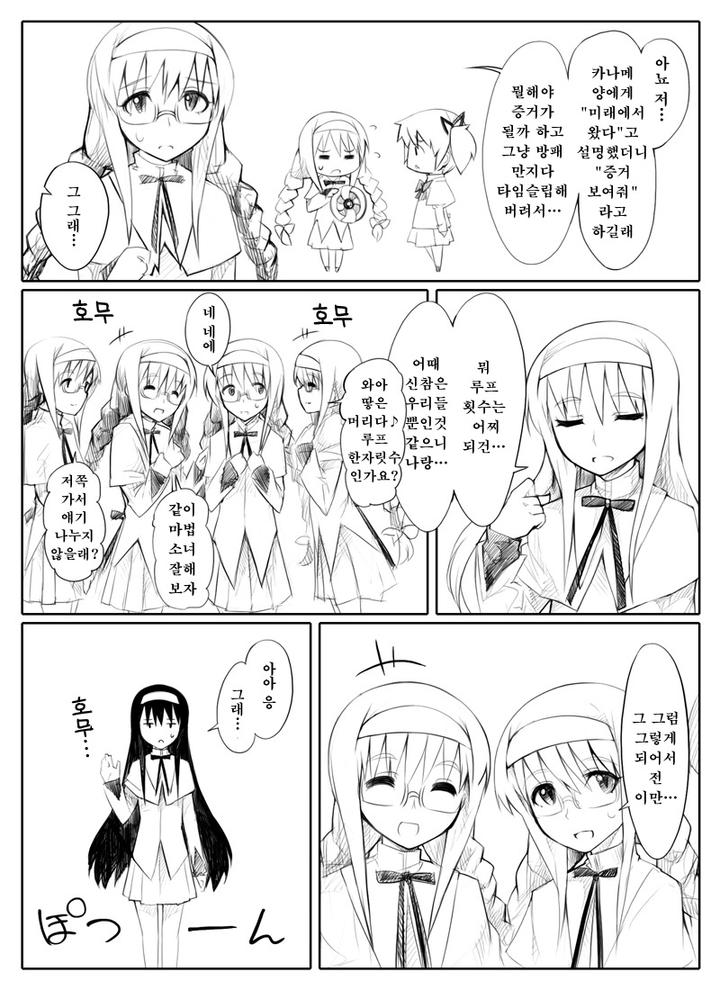 아뇨 저…
카나메
양에게
"미래에서
왔다"고
설명했더니
"증거
보여줘"
라고
하길래
뭘해야
증거가
될까 하고
그냥 방패
만지다
타임슬립해
버려서…
그 그래…
뭐
루프
횟수는
어찌
되건…
어때
신참은
우리들
뿐인것
같으니
나랑…
호무
와아
땋은
머리다♪
루프
한자릿수
인가요?
네 네에
호무
같이
마법
소녀
잘해
보자
저쪽
가서
얘기
나누지
않을래?
그 그럼
그렇게
되어서
전
이만…
아아 응
그래…
호무…
ぽつーん